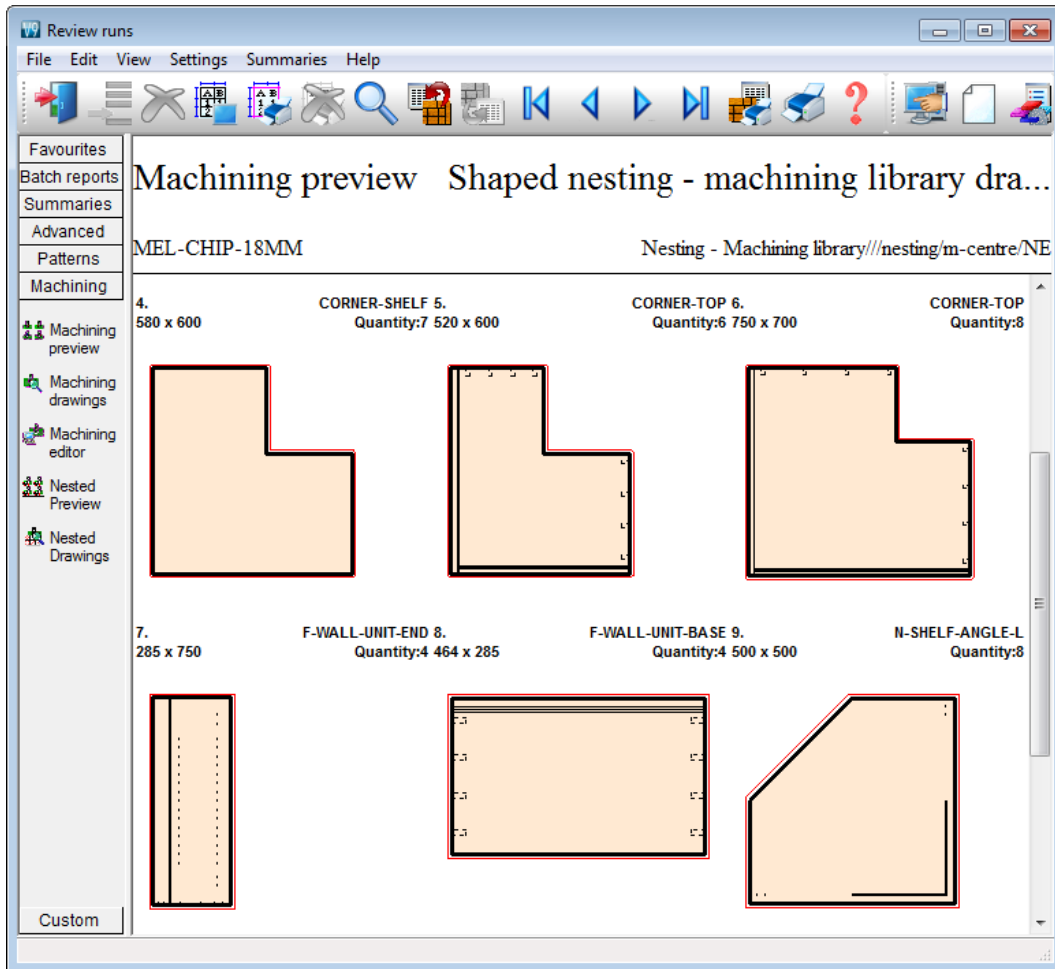 Review runs
File Edit View Settings Summaries Help
Favourites
Batch reports
Summaries
Advanced
Patterns
Machining
Machining
preview
Machining
drawings
Machining
editor
Nested
Preview
Nested
Drawings
Custom
Machining preview Shaped nesting - machining library dra...
MEL-CHIP-18MM Nesting - Machining library///nesting/m-centre/NE
4. CORNER-SHELF 5. CORNER-TOP 6. CORNER-TOP
580 x 600 Quantity:7 520 x 600 Quantity:6 750 x 700 Quantity:8
7. F-WALL-UNIT-END 8. F-WALL-UNIT-BASE 9. N-SHELF-ANGLE-L
285 x 750 Quantity:4 464 x 285 Quantity:4 500 x 500 Quantity:8